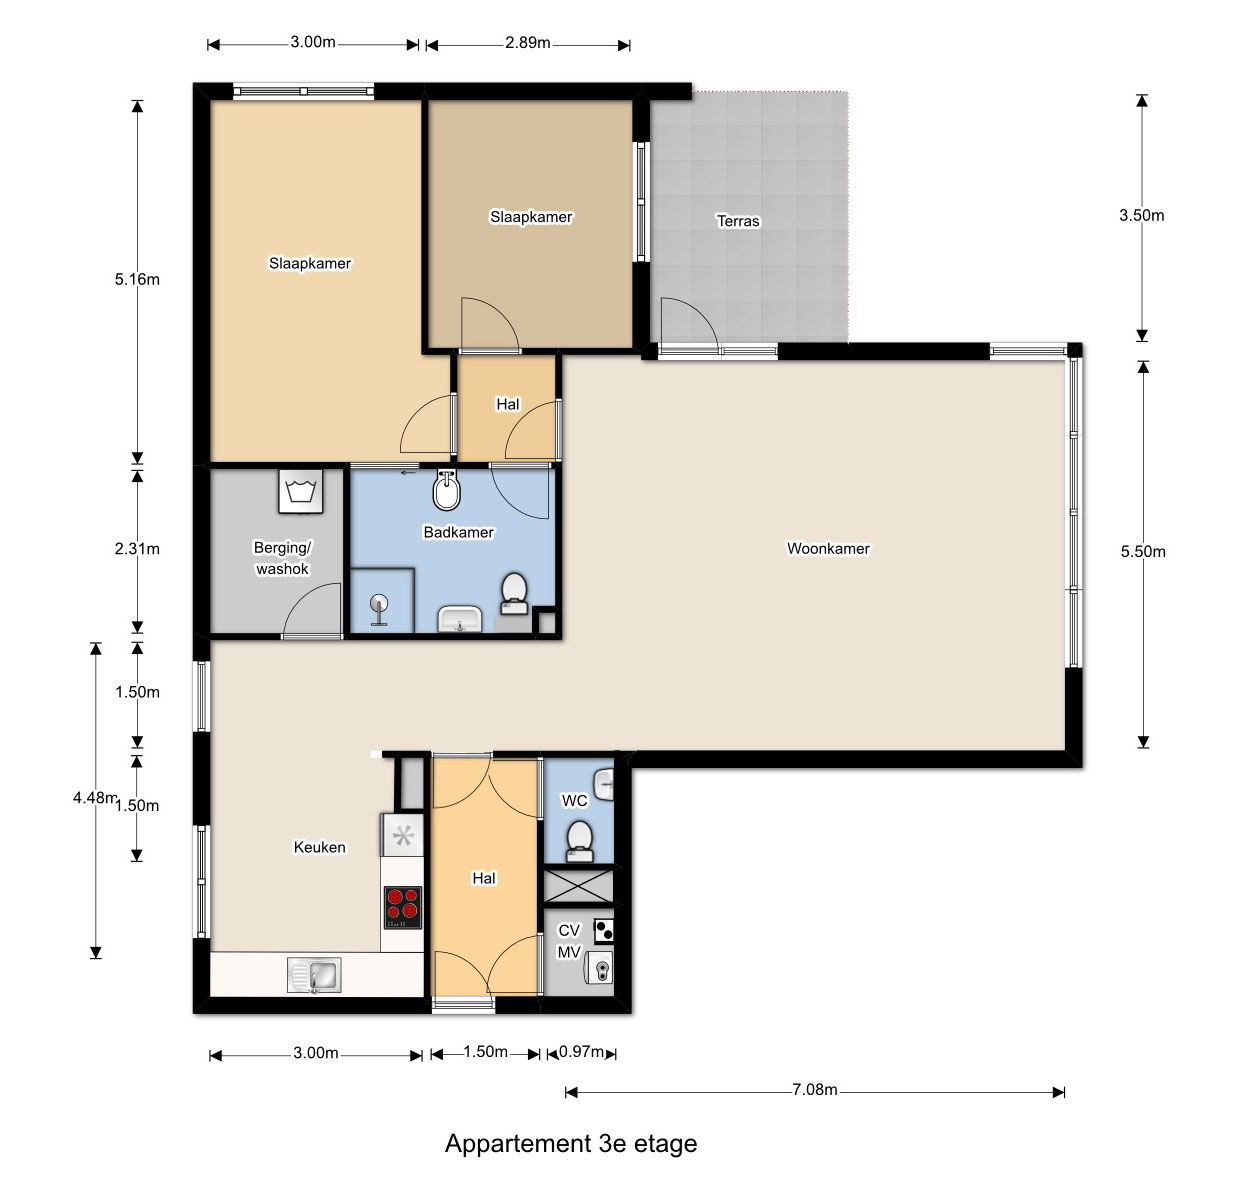 3.00m
2.89m
Slaapkamer
Slaapkamer
Terras
3.50m
5.16m
Hal
Berging/
washok
Badkamer
Woonkamer
2.31m
5.50m
1.50m
4.48m
1.50m
Keuken
WC
Hal
CV
MV
3.00m
1.50m
0.97m
7.08m
Appartement 3e etage